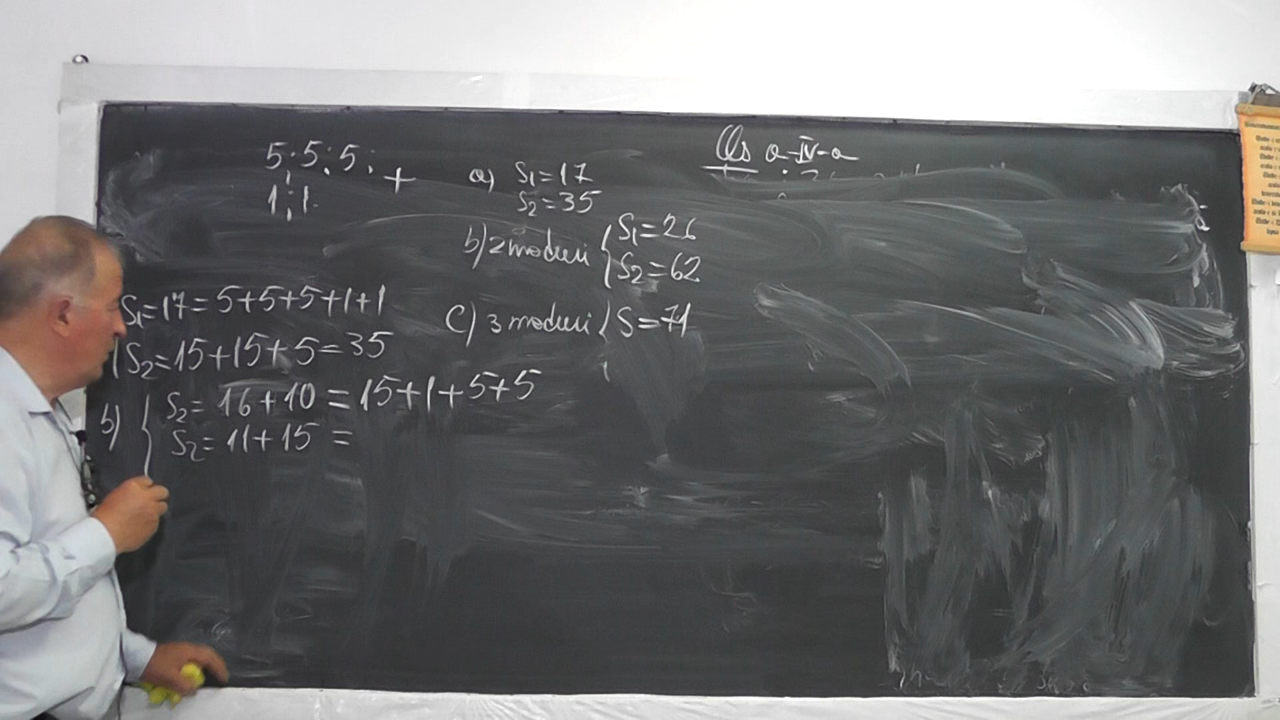 5; 5; 5; +
1; 1.
Cls a-IV-a
a) S₁=17
S₂=35
b) 2 moduri { S₁=26
S₂=62
c) 3 moduri { S=71
S₁=17=5+5+5+1+1
S₂=15+15+5=35
b) { S₂=16+10=15+1+5+5
S₂=11+15=